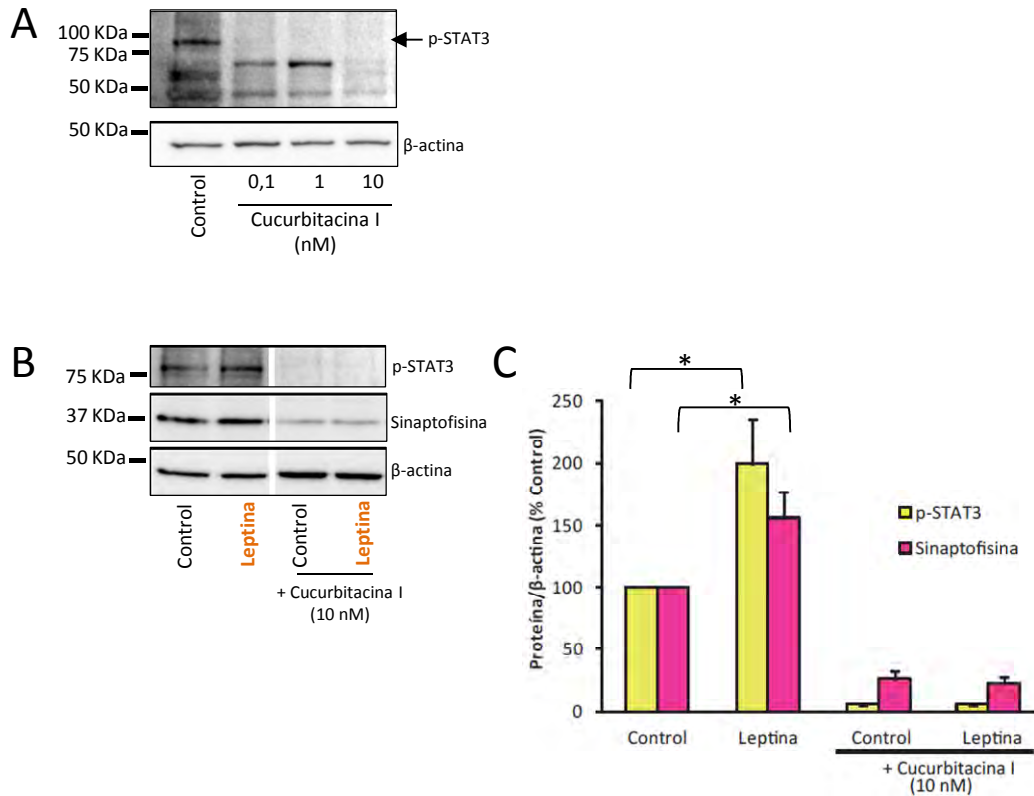 A
100 KDa
75 KDa
50 KDa
p-STAT3
50 KDa
β-actina
Control
0,1 1 10
Cucurbitacina I
(nM)
B
75 KDa
p-STAT3
37 KDa
Sinaptofisina
50 KDa
β-actina
Control
Leptina
Control
Leptina
+ Cucurbitacina I
(10 nM)
C
*
*
Proteína/β-actina (% Control)
250
200
150
100
50
0
p-STAT3
Sinaptofisina
Control Leptina Control Leptina
+ Cucurbitacina I
(10 nM)